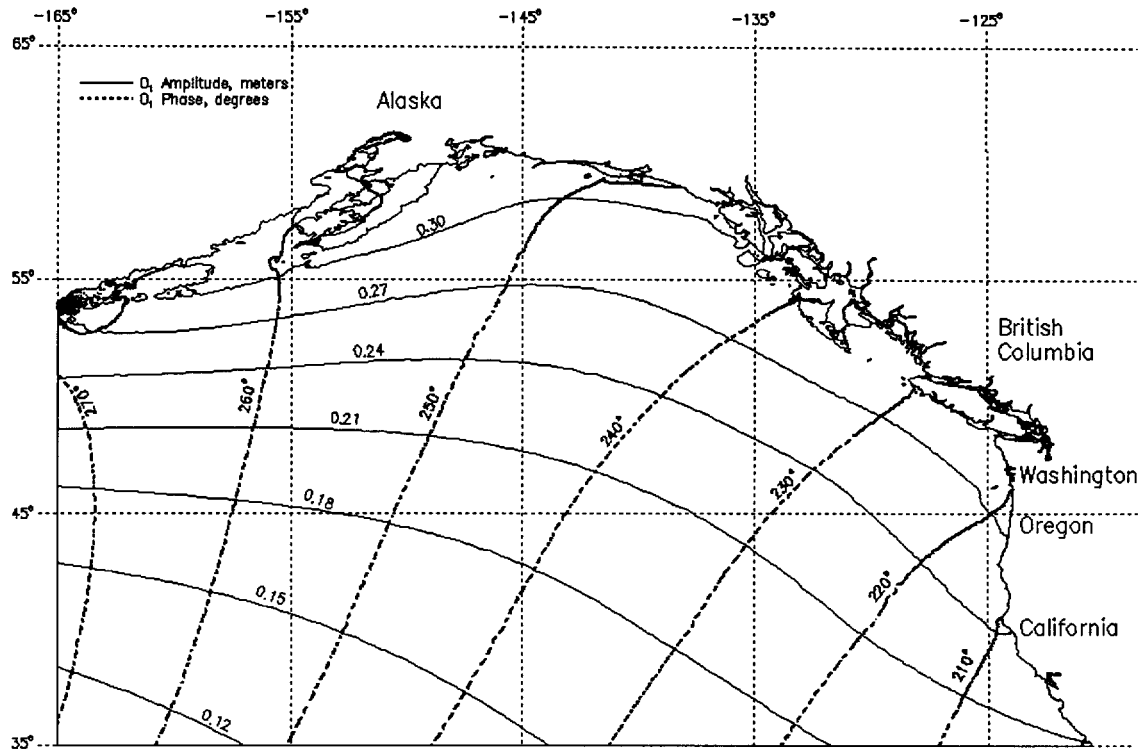 -165° -155° -145° -135° -125°
65°
O₁ Amplitude, meters
O₁ Phase, degrees
Alaska
0.30
55°
0.27
British
Columbia
0.24
270°
260°
250°
0.21
240°
230°
Washington
0.18
45°
Oregon
220°
0.15
California
210°
0.12
35°